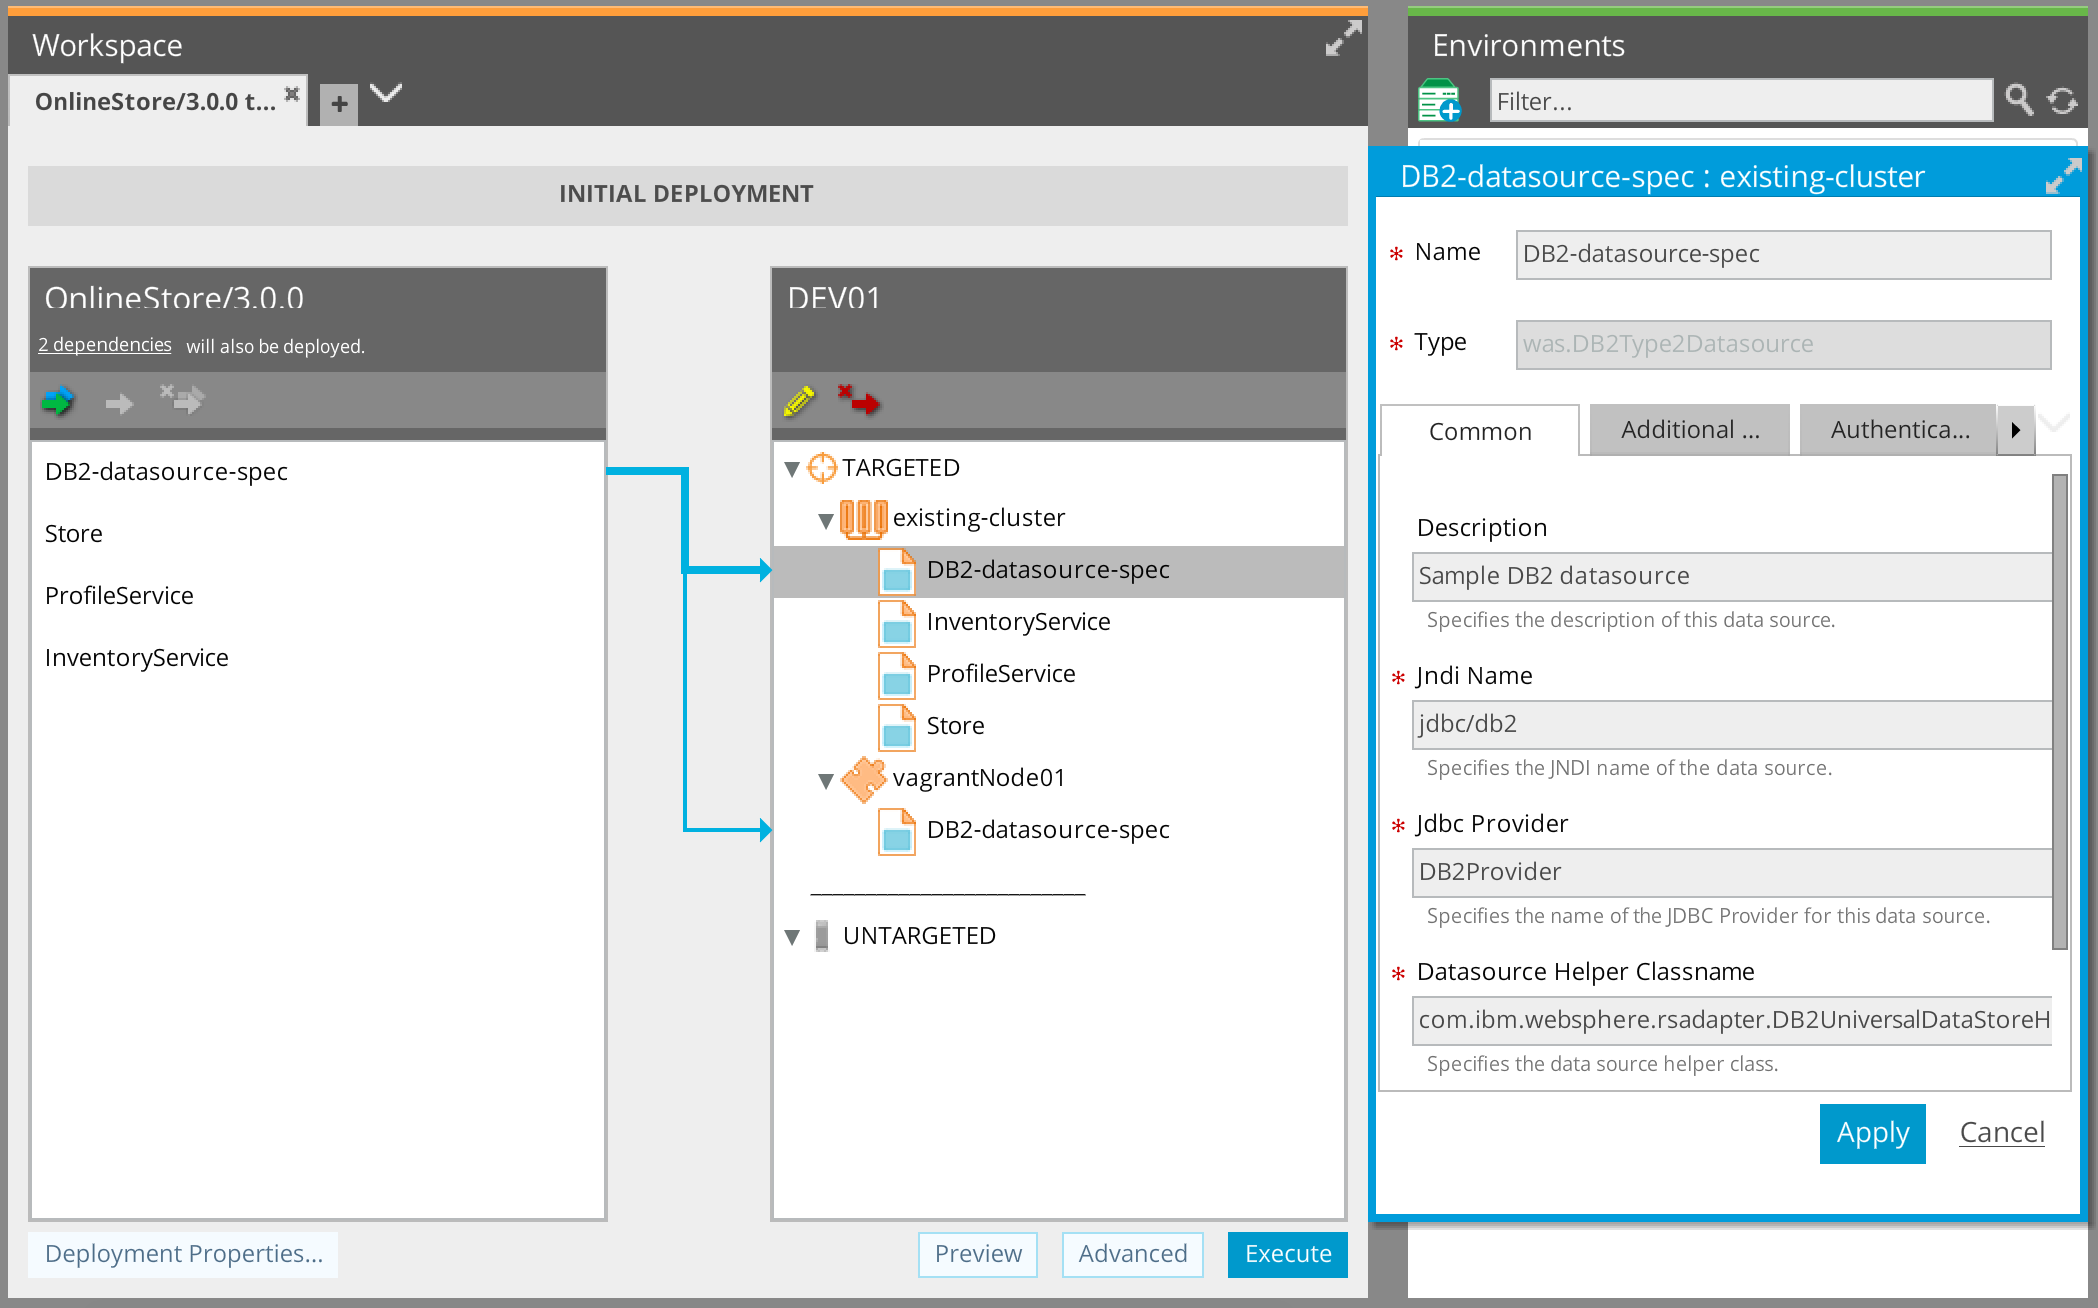 Workspace
OnlineStore/3.0.0 t...
+
INITIAL DEPLOYMENT
OnlineStore/3.0.0
2 dependencies will also be deployed.
DB2-datasource-spec
Store
ProfileService
InventoryService
DEV01
TARGETED
existing-cluster
DB2-datasource-spec
InventoryService
ProfileService
Store
vagrantNode01
DB2-datasource-spec
UNTARGETED
Deployment Properties...
Preview
Advanced
Execute
Environments
Filter...
DB2-datasource-spec : existing-cluster
* Name DB2-datasource-spec
* Type was.DB2Type2Datasource
Common
Additional ...
Authentica...
Description
Sample DB2 datasource
Specifies the description of this data source.
* Jndi Name
jdbc/db2
Specifies the JNDI name of the data source.
* Jdbc Provider
DB2Provider
Specifies the name of the JDBC Provider for this data source.
* Datasource Helper Classname
com.ibm.websphere.rsadapter.DB2UniversalDataStoreH
Specifies the data source helper class.
Apply
Cancel